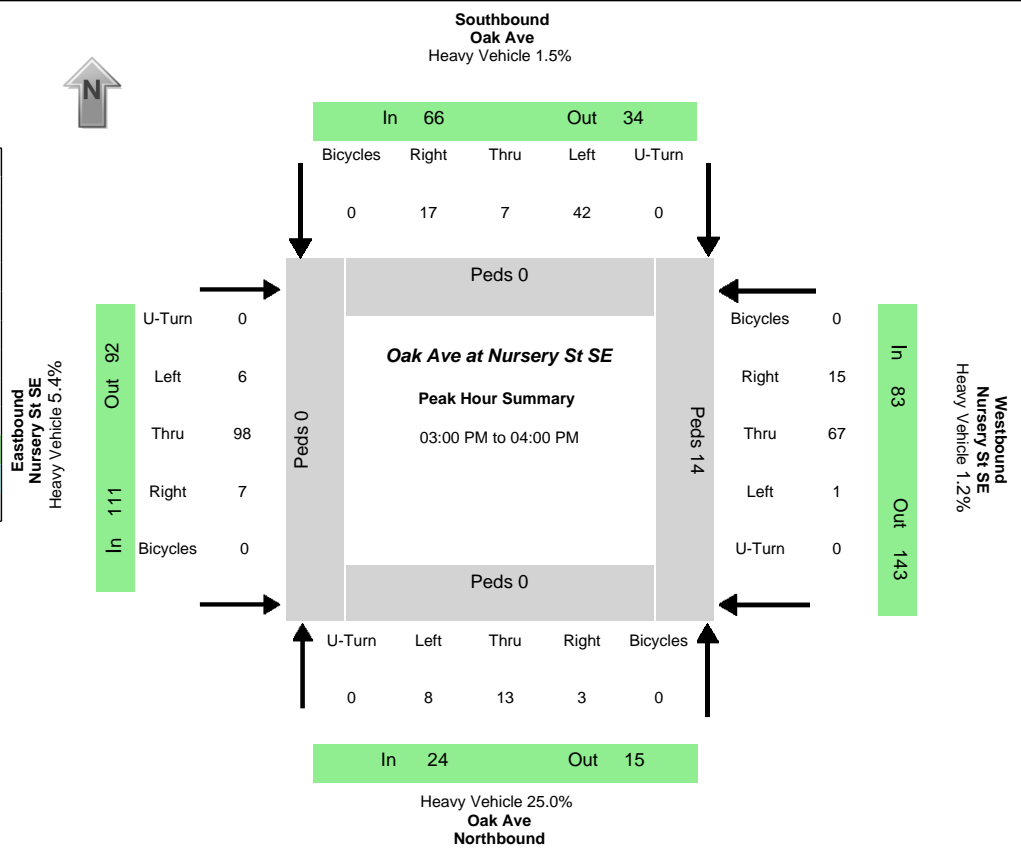 Southbound
Oak Ave
Heavy Vehicle 1.5%
N
In 66 Out 34
Bicycles Right Thru Left U-Turn
0 17 7 42 0
Peds 0
Eastbound
Nursery St SE
Heavy Vehicle 5.4%
In 111 Out 92
U-Turn 0
Left 6
Thru 98
Right 7
Bicycles 0
Peds 0
Oak Ave at Nursery St SE
Peak Hour Summary
03:00 PM to 04:00 PM
Peds 14
Bicycles 0
Right 15
Thru 67
Left 1
U-Turn 0
In 83 Out 143
Westbound
Nursery St SE
Heavy Vehicle 1.2%
Peds 0
U-Turn Left Thru Right Bicycles
0 8 13 3 0
In 24 Out 15
Heavy Vehicle 25.0%
Oak Ave
Northbound